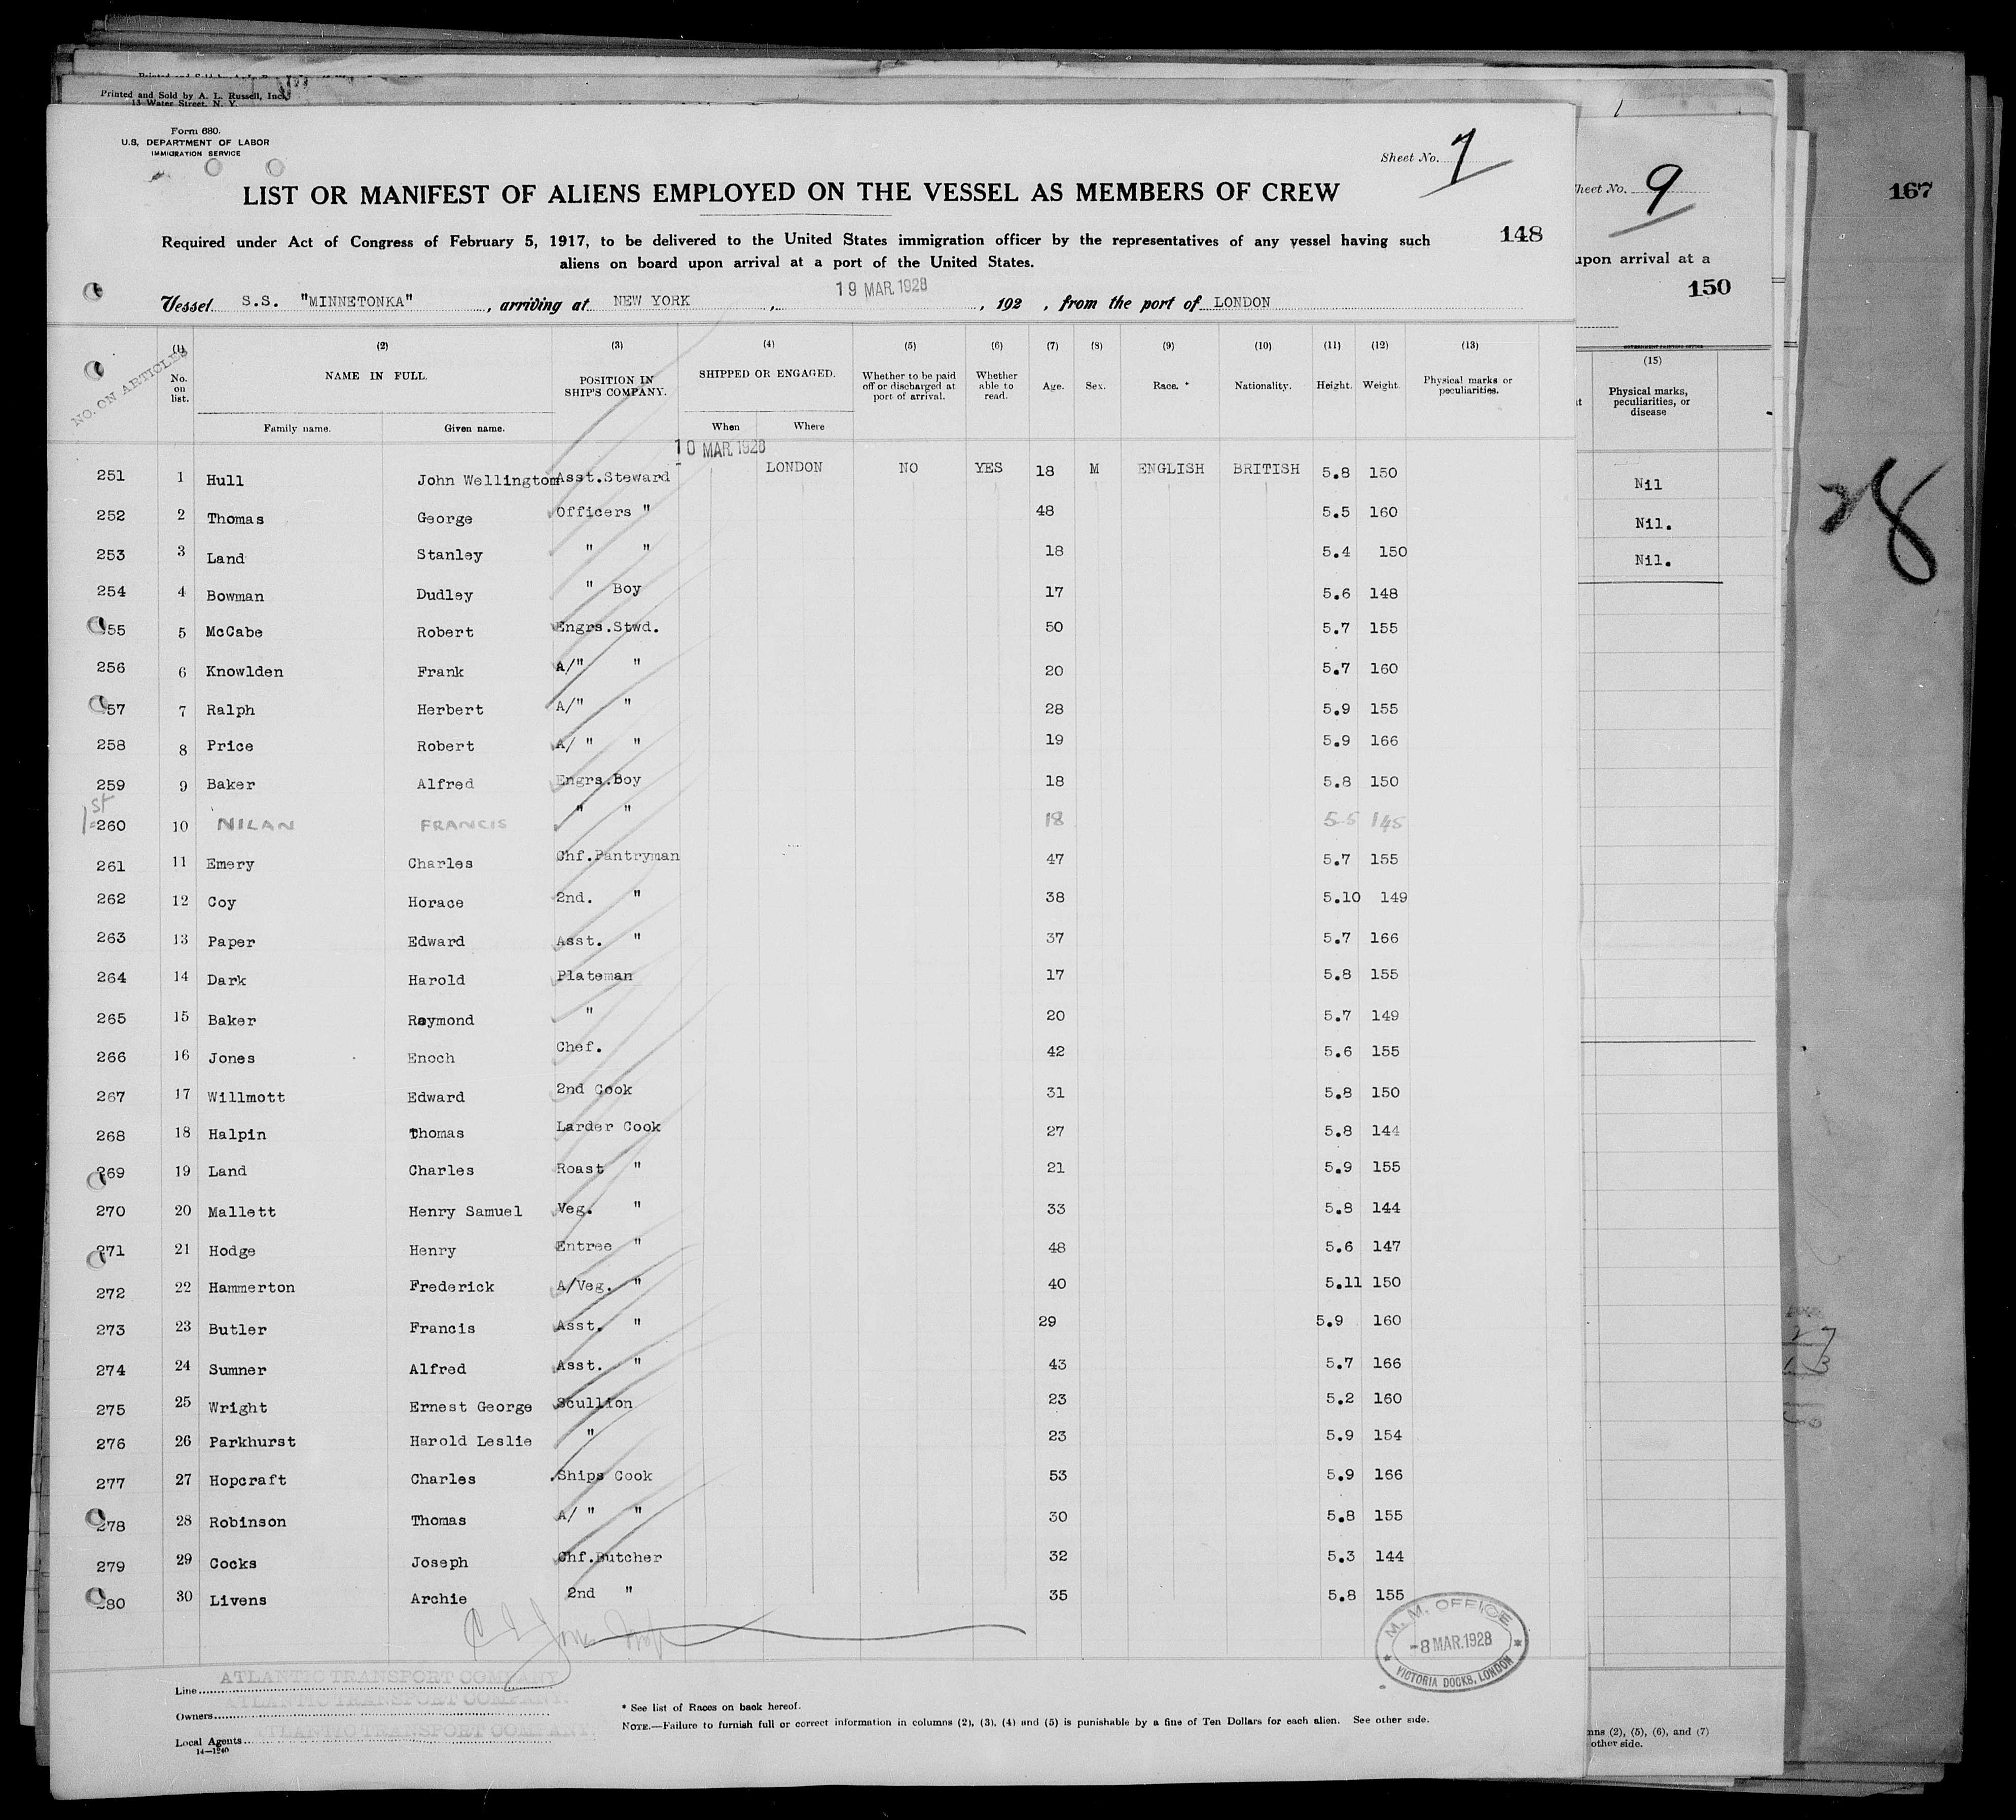 Printed and Sold by A. L. Russell, Inc.
13 Water Street, N. Y.
Form 680.
U.S. DEPARTMENT OF LABOR
IMMIGRATION SERVICE
Sheet No. 7
LIST OR MANIFEST OF ALIENS EMPLOYED ON THE VESSEL AS MEMBERS OF CREW
148
Required under Act of Congress of February 5, 1917, to be delivered to the United States immigration officer by the representatives of any vessel having such
aliens on board upon arrival at a port of the United States.
Vessel S.S. "MINNETONKA", arriving at NEW YORK, 19 MAR. 1928, 192 , from the port of LONDON
NO. ON ARTICLES
(1) (2) (3) (4) (5) (6) (7) (8) (9) (10) (11) (12) (13)
No. on list. NAME IN FULL. POSITION IN SHIP'S COMPANY. SHIPPED OR ENGAGED. Whether to be paid off or discharged at port of arrival. Whether able to read. Age. Sex. Race. * Nationality. Height. Weight. Physical marks or peculiarities.
Family name. Given name. When Where
10 MAR. 1928
251 1 Hull John Wellington Asst.Steward LONDON NO YES 18 M ENGLISH BRITISH 5.8 150
252 2 Thomas George Officers " 48 5.5 160
253 3 Land Stanley " " 18 5.4 150
254 4 Bowman Dudley " Boy 17 5.6 148
255 5 McCabe Robert Engrs.Stwd. 50 5.7 155
256 6 Knowlden Frank A/" " 20 5.7 160
257 7 Ralph Herbert A/" " 28 5.9 155
258 8 Price Robert A/ " " 19 5.9 166
259 9 Baker Alfred Engrs.Boy 18 5.8 150
1st 260 10 NILAN FRANCIS " " 18 5-5 145
261 11 Emery Charles Chf.Pantryman 47 5.7 155
262 12 Coy Horace 2nd. " 38 5.10 149
263 13 Paper Edward Asst. " 37 5.7 166
264 14 Dark Harold Plateman 17 5.8 155
265 15 Baker Raymond " 20 5.7 149
266 16 Jones Enoch Chef. 42 5.6 155
267 17 Willmott Edward 2nd Cook 31 5.8 150
268 18 Halpin Thomas Larder Cook 27 5.8 144
269 19 Land Charles Roast " 21 5.9 155
270 20 Mallett Henry Samuel Veg. " 33 5.8 144
271 21 Hodge Henry Entree " 48 5.6 147
272 22 Hammerton Frederick A/Veg. " 40 5.11 150
273 23 Butler Francis Asst. " 29 5.9 160
274 24 Sumner Alfred Asst. " 43 5.7 166
275 25 Wright Ernest George Scullion 23 5.2 160
276 26 Parkhurst Harold Leslie " 23 5.9 154
277 27 Hopcraft Charles Ships Cook 53 5.9 166
278 28 Robinson Thomas A/ " " 30 5.8 155
279 29 Cocks Joseph Chf.Butcher 32 5.3 144
280 30 Livens Archie 2nd " 35 5.8 155
M. M. OFFICE
-8 MAR. 1928
VICTORIA DOCKS, LONDON
Line ATLANTIC TRANSPORT COMPANY
Owners ATLANTIC TRANSPORT COMPANY.
Local Agents ATLANTIC TRANSPORT COMPANY.
14—1240
* See list of Races on back hereof.
NOTE.—Failure to furnish full or correct information in columns (2), (3), (4) and (5) is punishable by a fine of Ten Dollars for each alien. See other side.
Sheet No. 9
upon arrival at a
150
(15)
Physical marks, peculiarities, or disease
Nil
Nil.
Nil.
(2), (5), (6), and (7)
other side.
167
28